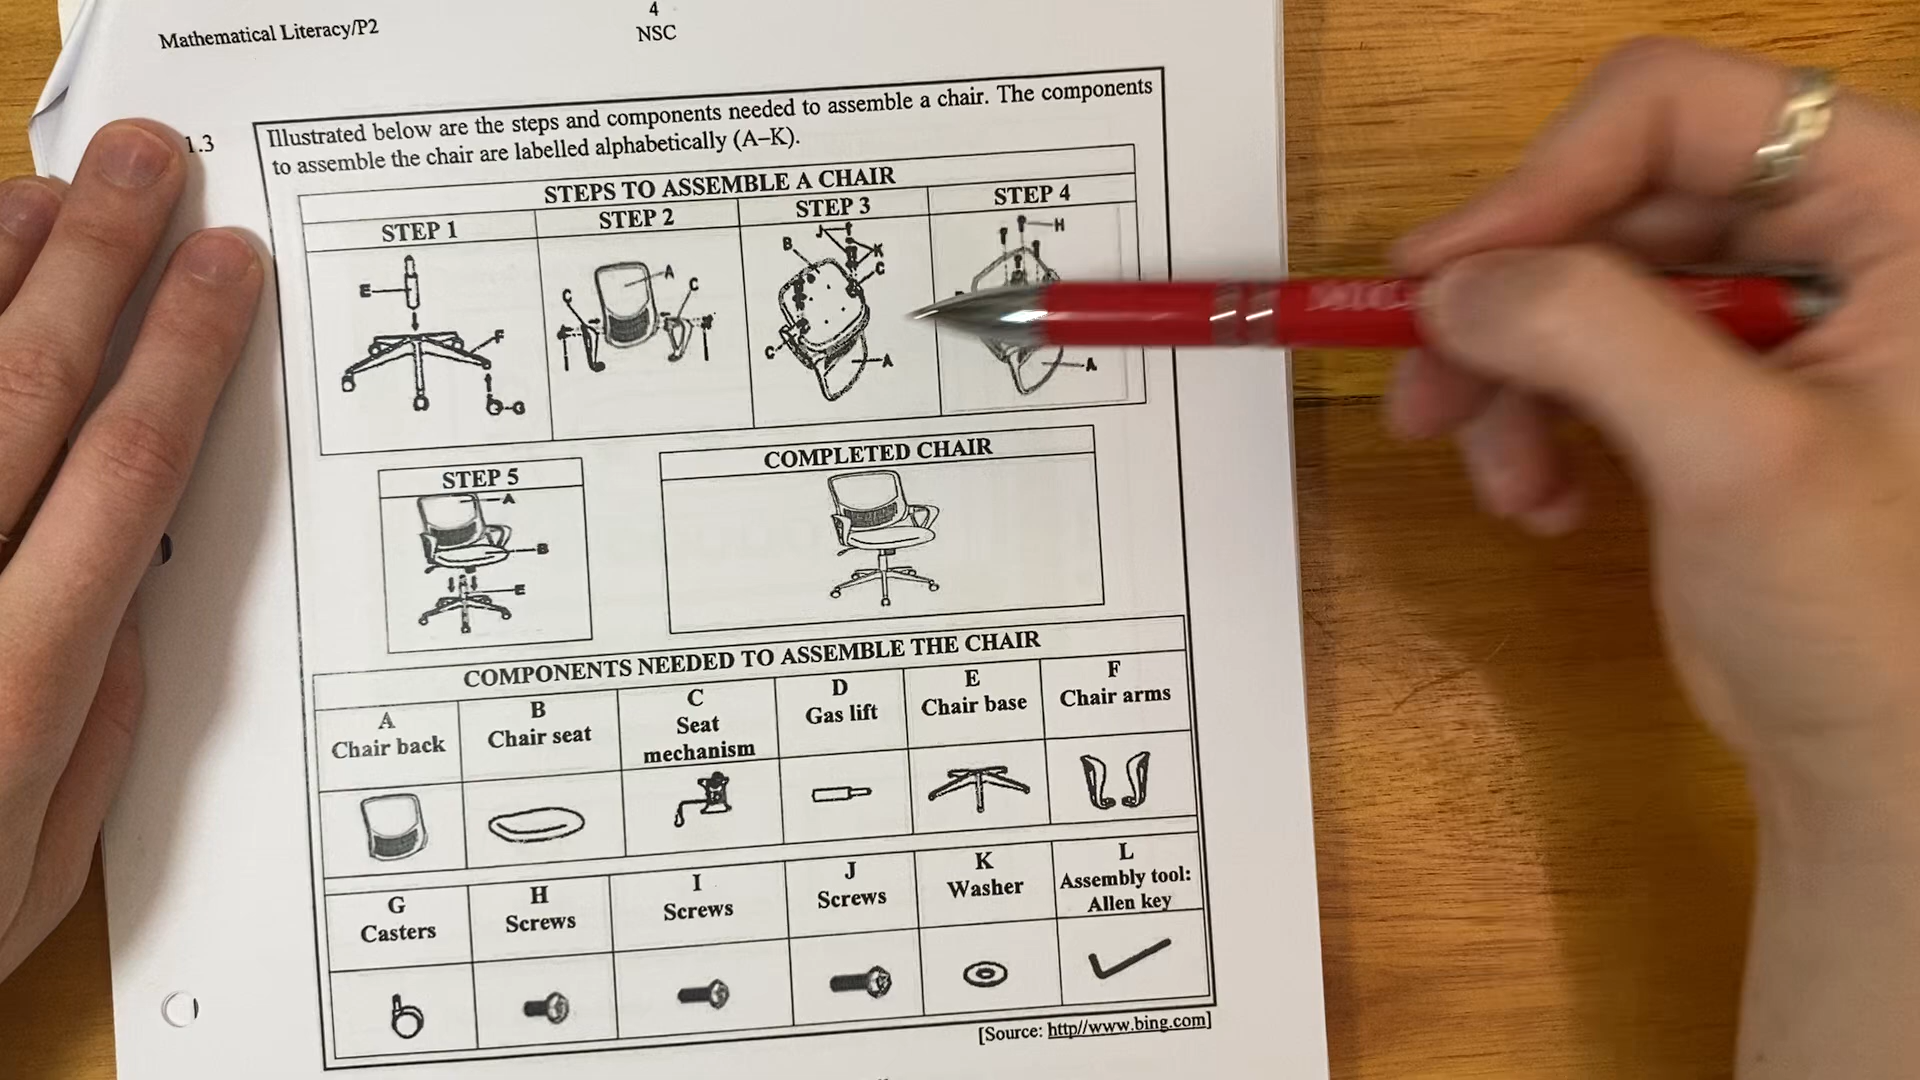 Mathematical Literacy/P2
4
NSC
1.3
Illustrated below are the steps and components needed to assemble a chair. The components
to assemble the chair are labelled alphabetically (A–K).
STEPS TO ASSEMBLE A CHAIR
STEP 1
STEP 2
STEP 3
STEP 4
E
F
G
C
A
C
J
B
K
C
C
A
H
A
STEP 5
A
B
E
COMPLETED CHAIR
COMPONENTS NEEDED TO ASSEMBLE THE CHAIR
A
Chair back
B
Chair seat
C
Seat
mechanism
D
Gas lift
E
Chair base
F
Chair arms
G
Casters
H
Screws
I
Screws
J
Screws
K
Washer
L
Assembly tool:
Allen key
[Source: http//www.bing.com]